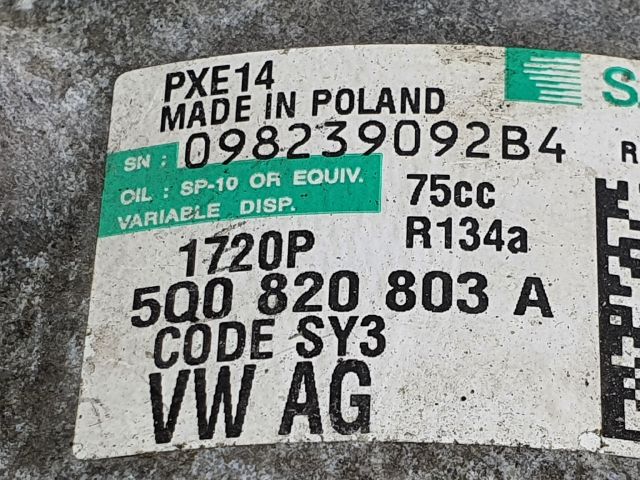 PXE14
MADE IN POLAND
SN : 098239092B4
OIL : SP-10 OR EQUIV. 75cc
VARIABLE DISP. R134a
1720P
5Q0 820 803 A
CODE SY3
VW AG